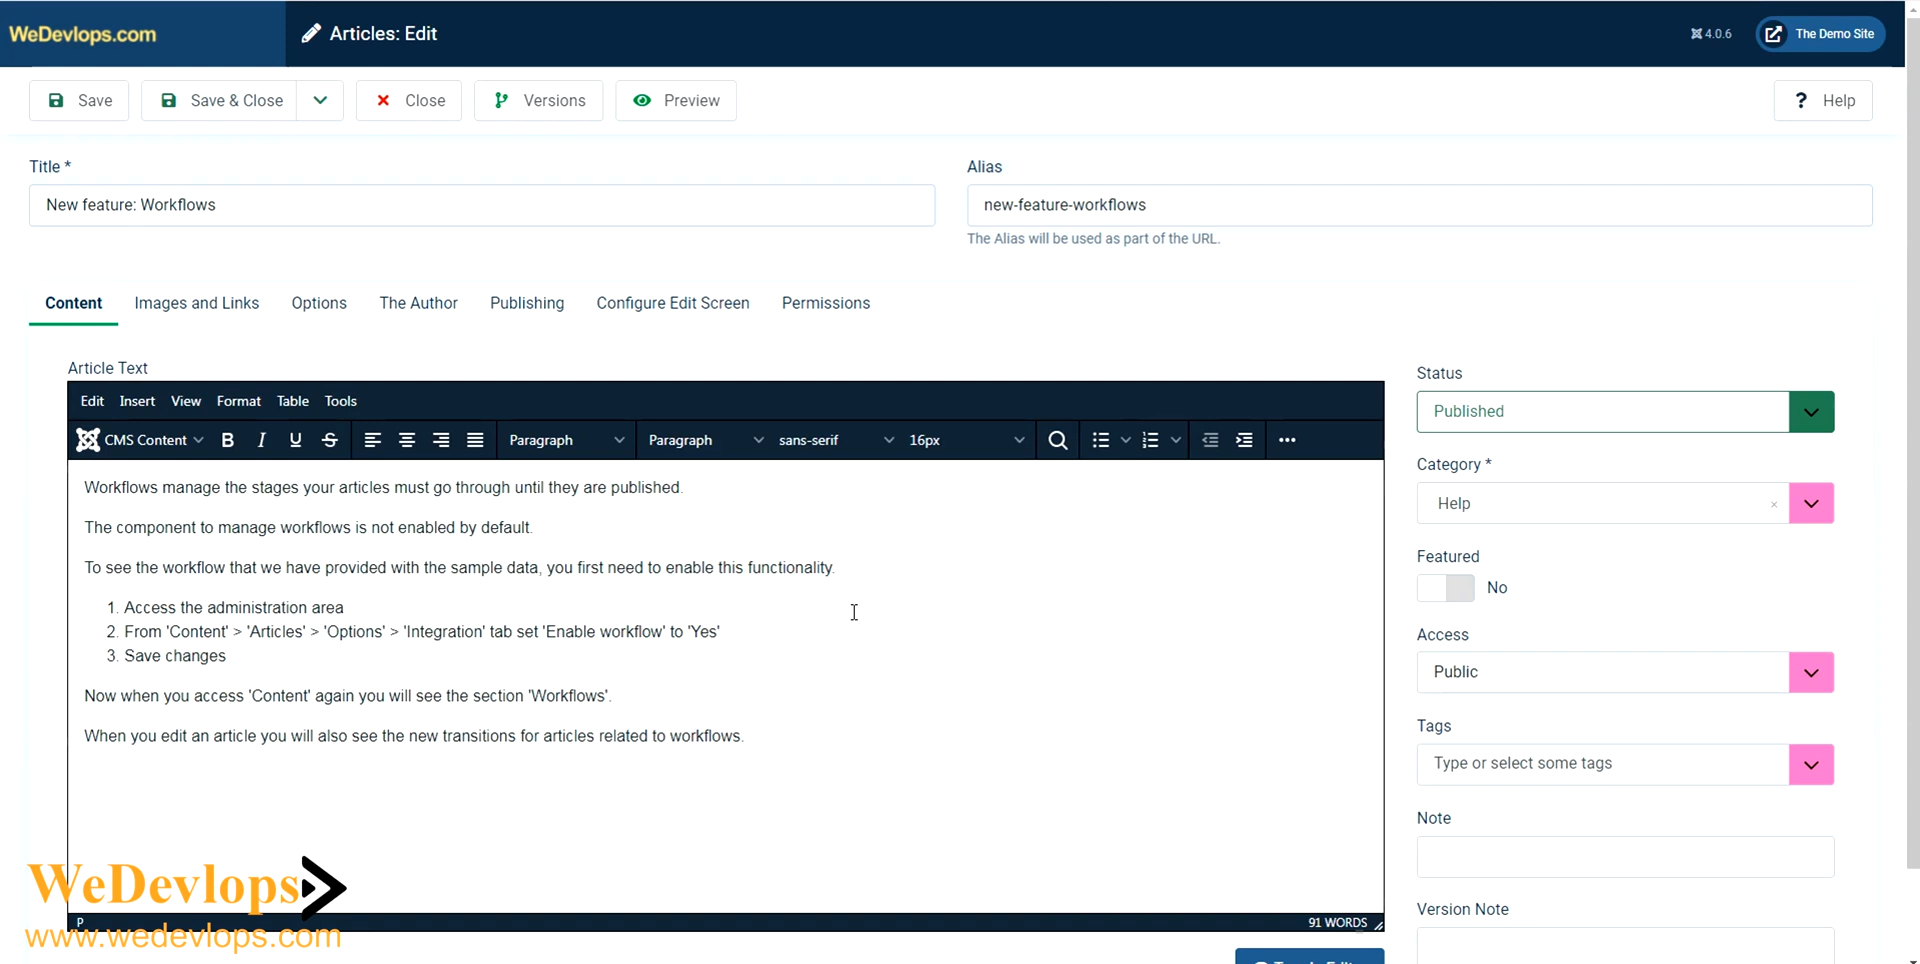 WeDevlops.com
Articles: Edit
4.0.6
The Demo Site
Save
Save & Close
Close
Versions
Preview
? Help
Title *
Alias
New feature: Workflows
new-feature-workflows
The Alias will be used as part of the URL.
Content
Images and Links
Options
The Author
Publishing
Configure Edit Screen
Permissions
Article Text
Edit Insert View Format Table Tools
CMS Content B I U S Paragraph Paragraph sans-serif 16px
Workflows manage the stages your articles must go through until they are published.
The component to manage workflows is not enabled by default.
To see the workflow that we have provided with the sample data, you first need to enable this functionality.
1. Access the administration area
2. From 'Content' > 'Articles' > 'Options' > 'Integration' tab set 'Enable workflow' to 'Yes'
3. Save changes
Now when you access 'Content' again you will see the section 'Workflows'.
When you edit an article you will also see the new transitions for articles related to workflows.
P
91 WORDS
Status
Published
Category *
Help
Featured
No
Access
Public
Tags
Type or select some tags
Note
Version Note
WeDevlops
www.wedevlops.com